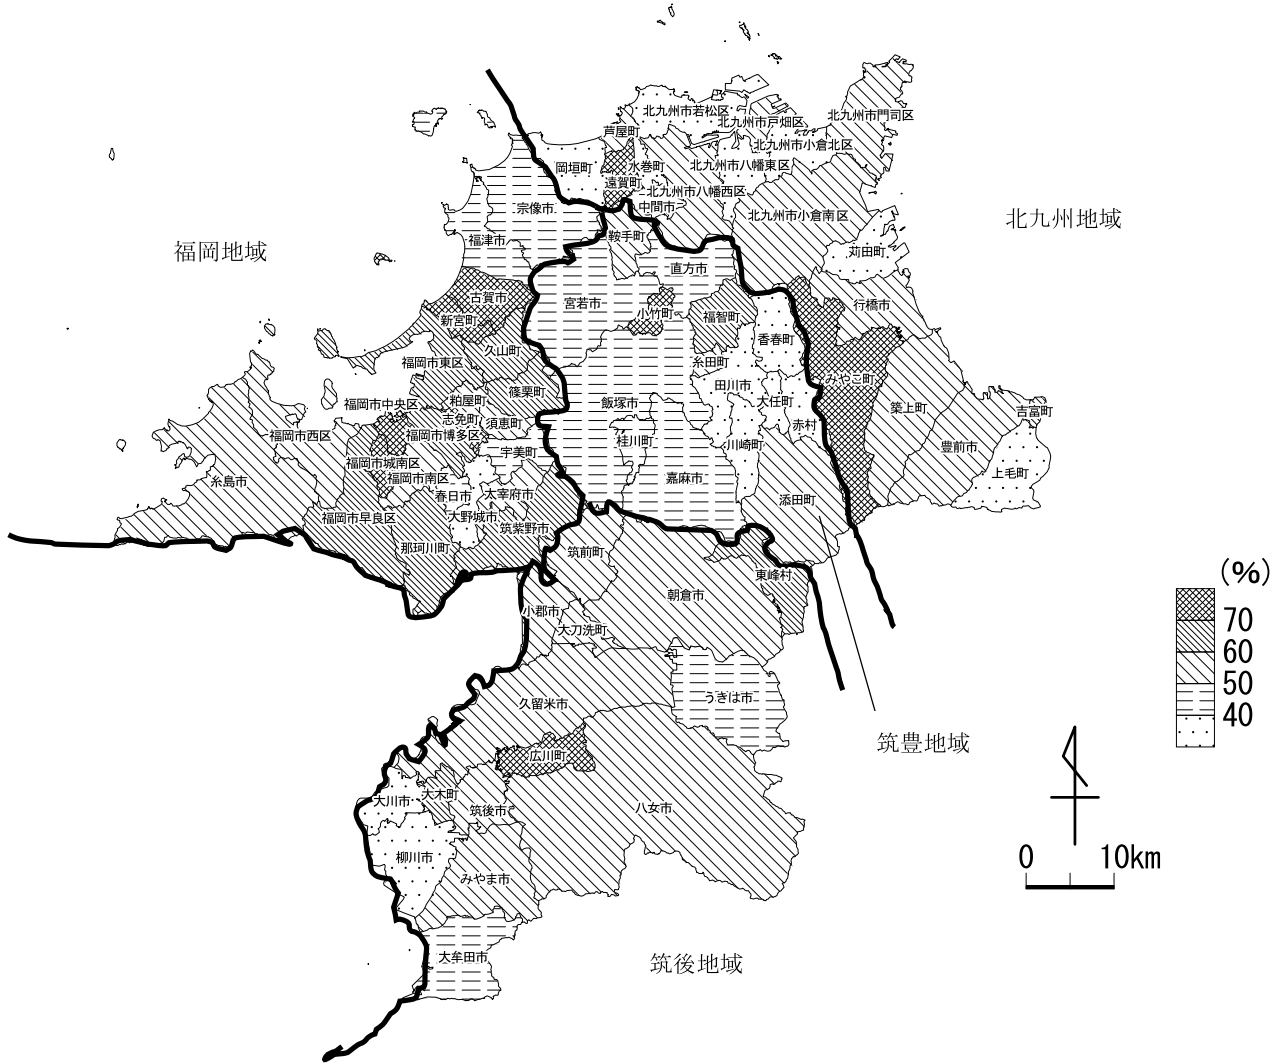 北九州市門司区
北九州市若松区
北九州市戸畑区
芦屋町
北九州市小倉北区
岡垣町
水巻町
北九州市八幡東区
遠賀町
北九州市八幡西区
中間市
宗像市
北九州市小倉南区
北九州地域
鞍手町
福津市
福岡地域
苅田町
直方市
古賀市
宮若市
行橋市
小竹町
福智町
新宮町
香春町
久山町
福岡市東区
糸田町
みやこ町
田川市
篠栗町
粕屋町
福岡市中央区
飯塚市
大任町
築上町
吉富町
志免町
須恵町
赤村
福岡市西区
福岡市博多区
桂川町
川崎町
豊前市
宇美町
福岡市城南区
上毛町
糸島市
福岡市南区
嘉麻市
春日市
太宰府市
添田町
福岡市早良区
大野城市
筑紫野市
那珂川町
筑前町
東峰村
(%)
朝倉市
小郡市
70
大刀洗町
60
50
うきは市
久留米市
40
筑豊地域
広川町
大川市
大木町
筑後市
八女市
柳川市
0 10km
みやま市
大牟田市
筑後地域